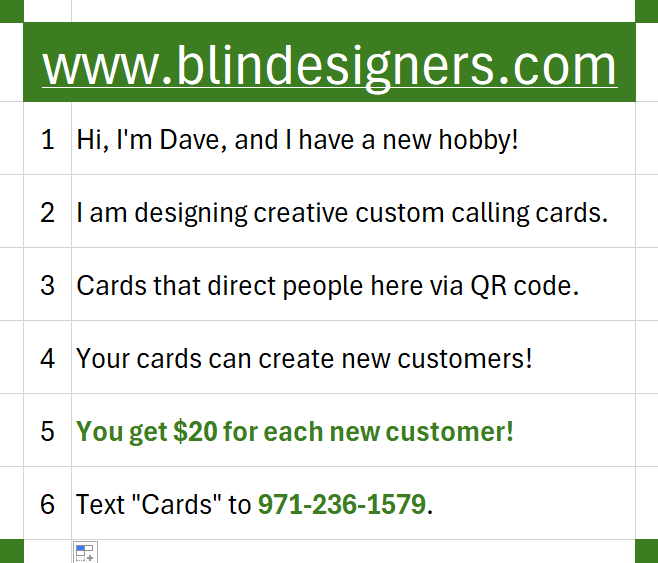 www.blindesigners.com
1 Hi, I'm Dave, and I have a new hobby!
2 I am designing creative custom calling cards.
3 Cards that direct people here via QR code.
4 Your cards can create new customers!
5 You get $20 for each new customer!
6 Text "Cards" to 971-236-1579.